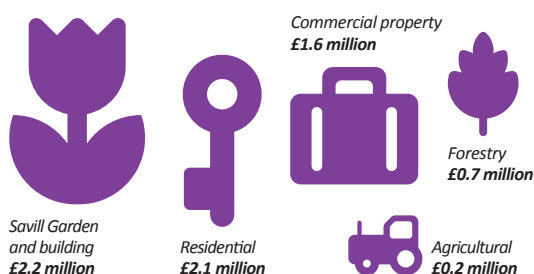 Commercial property
£1.6 million
Forestry
£0.7 million
Savill Garden
and building
£2.2 million
Residential
£2.1 million
Agricultural
£0.2 million